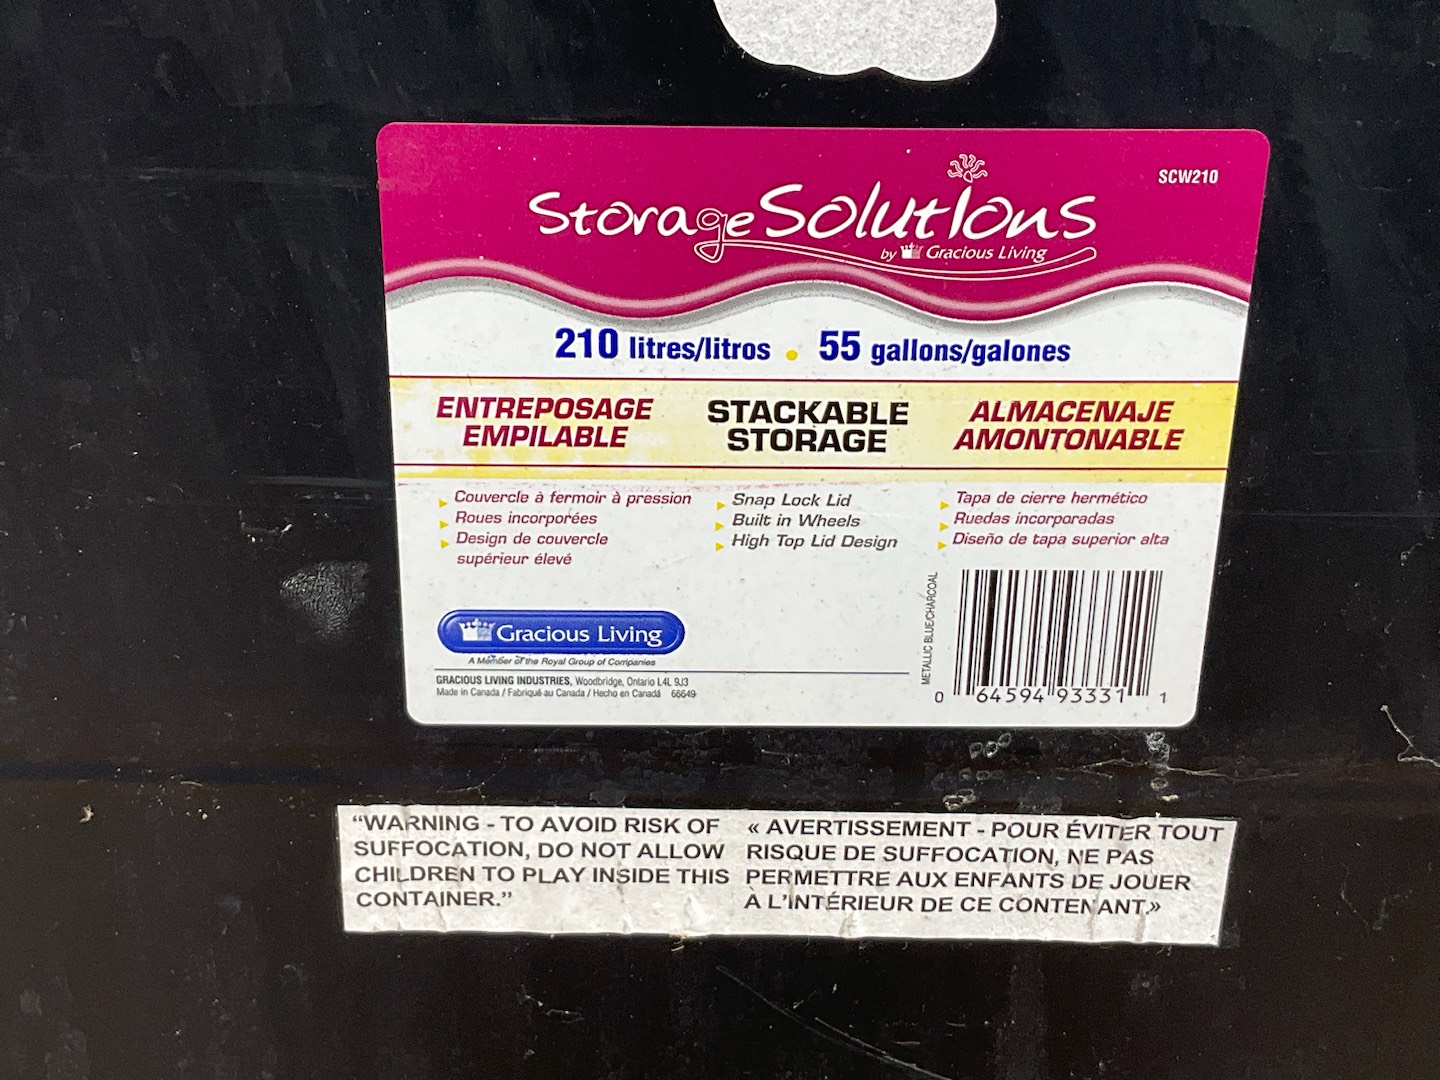 SCW210
Storage Solutions
by Gracious Living
210 litres/litros . 55 gallons/galones
ENTREPOSAGE
EMPILABLE
STACKABLE
STORAGE
ALMACENAJE
AMONTONABLE
Couvercle à fermoir à pression
Roues incorporées
Design de couvercle
supérieur élevé
Snap Lock Lid
Built in Wheels
High Top Lid Design
Tapa de cierre hermético
Ruedas incorporadas
Diseño de tapa superior alta
Gracious Living
A Member of the Royal Group of Companies
GRACIOUS LIVING INDUSTRIES, Woodbridge, Ontario L4L 9J3
Made in Canada / Fabriqué au Canada / Hecho en Canadá 66649
METALLIC BLUE/CHARCOAL
0 64594 93331 1
“WARNING - TO AVOID RISK OF
SUFFOCATION, DO NOT ALLOW
CHILDREN TO PLAY INSIDE THIS
CONTAINER.”
« AVERTISSEMENT - POUR ÉVITER TOUT
RISQUE DE SUFFOCATION, NE PAS
PERMETTRE AUX ENFANTS DE JOUER
À L’INTÉRIEUR DE CE CONTENANT.»